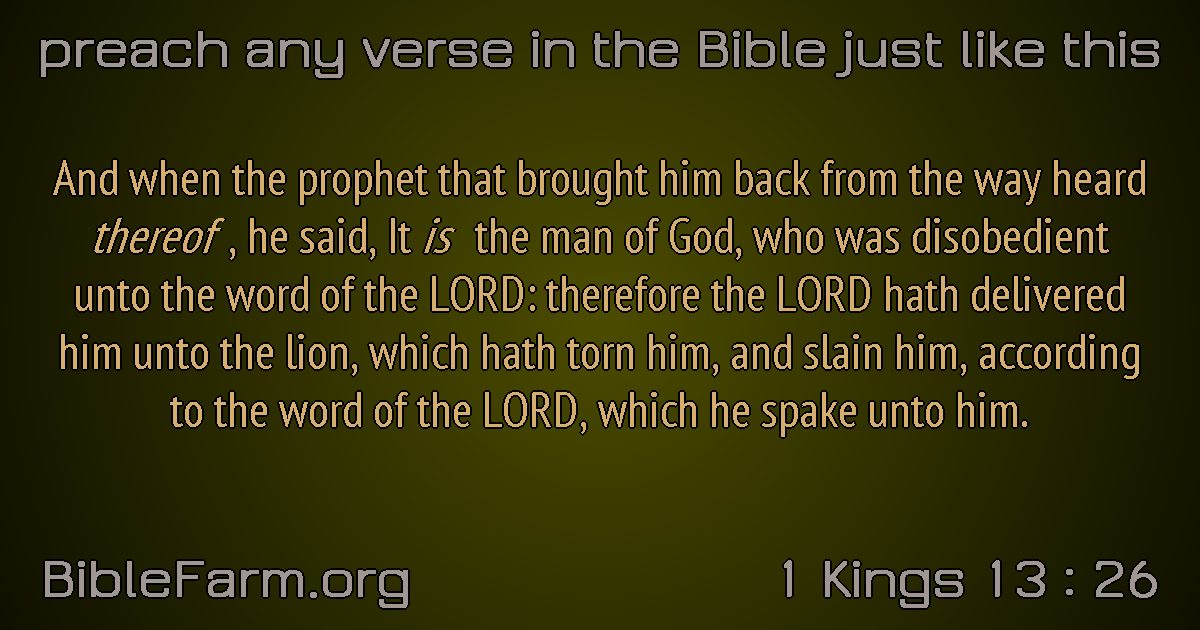 preach any verse in the Bible just like this
And when the prophet that brought him back from the way heard
thereof , he said, It is the man of God, who was disobedient
unto the word of the LORD: therefore the LORD hath delivered
him unto the lion, which hath torn him, and slain him, according
to the word of the LORD, which he spake unto him.
BibleFarm.org
1 Kings 13 : 26